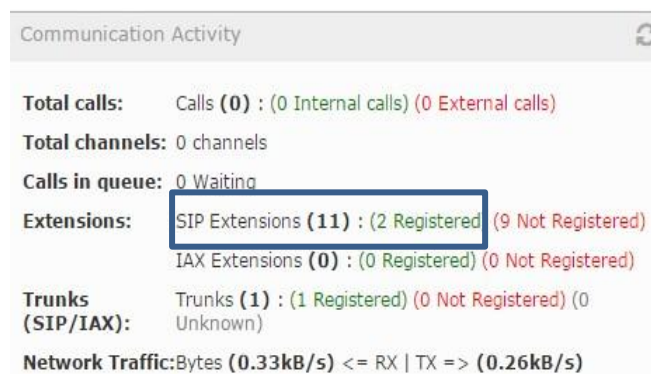 Communication Activity
Total calls: Calls (0) : (0 Internal calls) (0 External calls)
Total channels: 0 channels
Calls in queue: 0 Waiting
Extensions: SIP Extensions (11) : (2 Registered) (9 Not Registered)
IAX Extensions (0) : (0 Registered) (0 Not Registered)
Trunks Trunks (1) : (1 Registered) (0 Not Registered) (0
(SIP/IAX): Unknown)
Network Traffic:Bytes (0.33kB/s) <= RX | TX => (0.26kB/s)